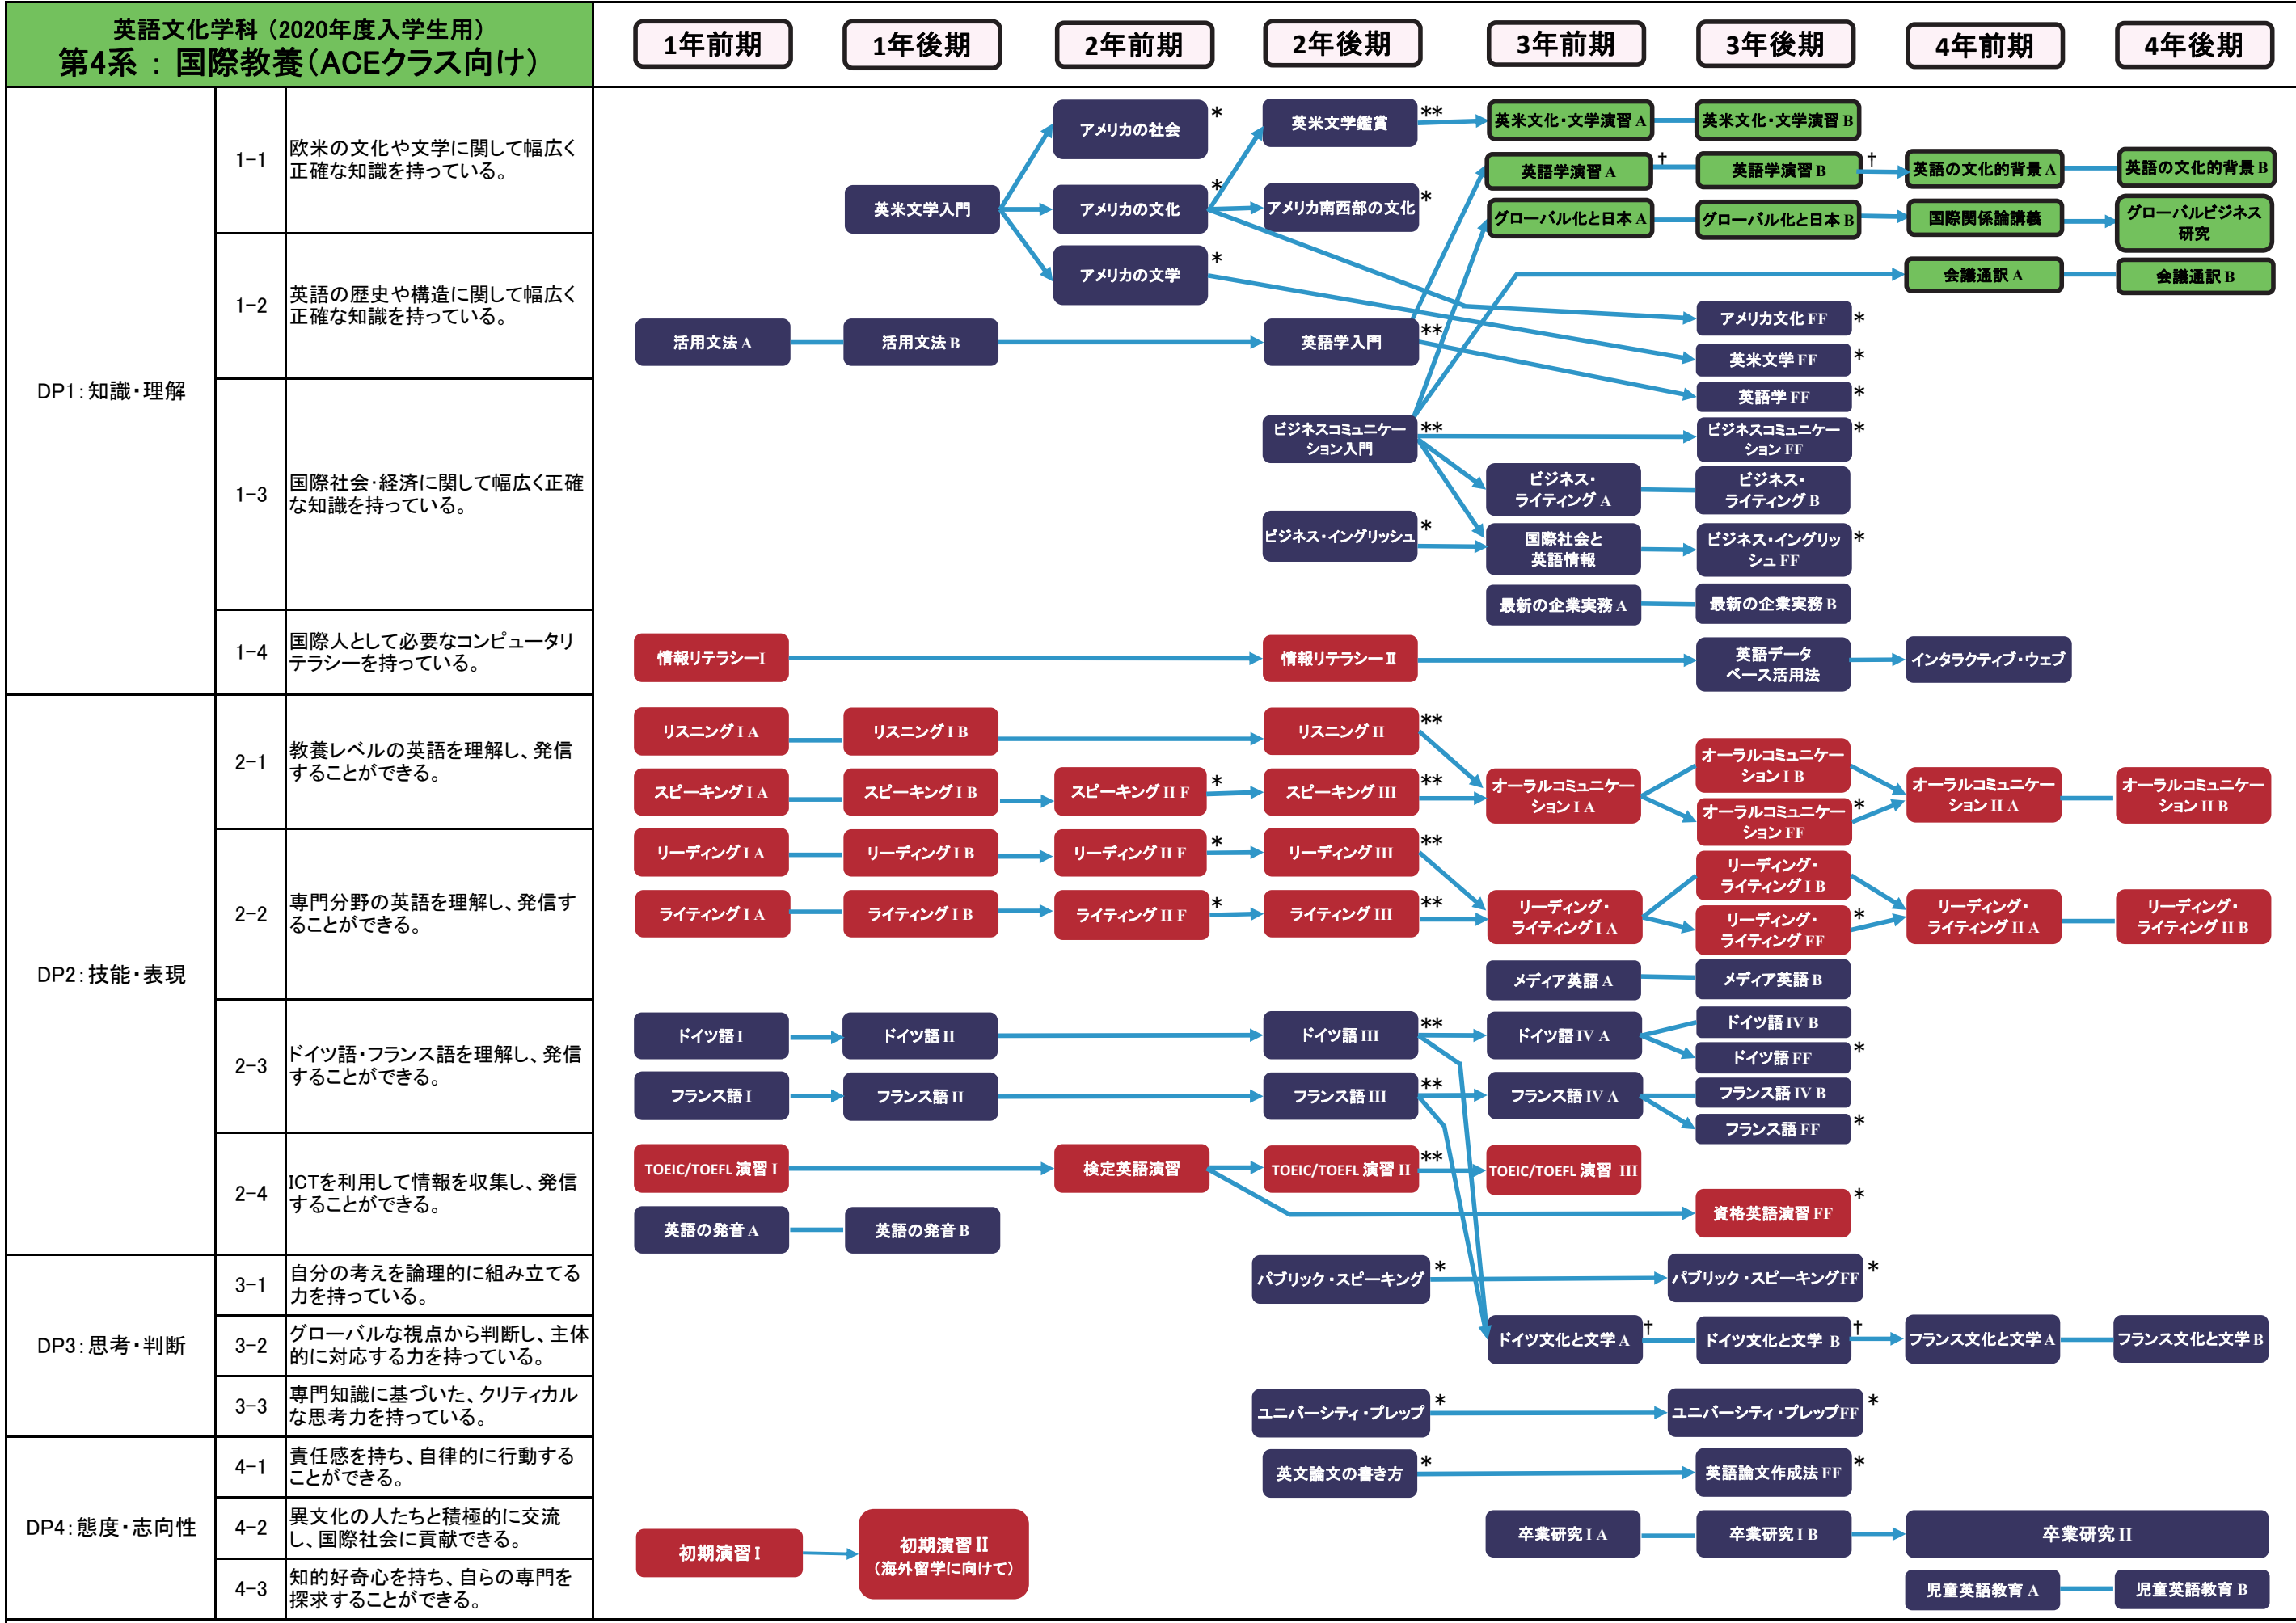 英語文化学科（2020年度入学生用）
第4系 ： 国際教養（ACEクラス向け）
1年前期
1年後期
2年前期
2年後期
3年前期
3年後期
4年前期
4年後期
DP1：知識・理解
1-1
欧米の文化や文学に関して幅広く
正確な知識を持っている。
1-2
英語の歴史や構造に関して幅広く
正確な知識を持っている。
1-3
国際社会・経済に関して幅広く正確
な知識を持っている。
1-4
国際人として必要なコンピュータリ
テラシーを持っている。
DP2：技能・表現
2-1
教養レベルの英語を理解し、発信
することができる。
2-2
専門分野の英語を理解し、発信す
ることができる。
2-3
ドイツ語・フランス語を理解し、発信
することができる。
2-4
ICTを利用して情報を収集し、発信
することができる。
DP3：思考・判断
3-1
自分の考えを論理的に組み立てる
力を持っている。
3-2
グローバルな視点から判断し、主体
的に対応する力を持っている。
3-3
専門知識に基づいた、クリティカル
な思考力を持っている。
DP4：態度・志向性
4-1
責任感を持ち、自律的に行動する
ことができる。
4-2
異文化の人たちと積極的に交流
し、国際社会に貢献できる。
4-3
知的好奇心を持ち、自らの専門を
探求することができる。
アメリカの社会 *
英米文学鑑賞 **
英米文化・文学演習 A
英米文化・文学演習 B
英語学演習 A †
英語学演習 B †
英語の文化的背景 A
英語の文化的背景 B
英米文学入門
アメリカの文化 *
アメリカ南西部の文化 *
グローバル化と日本 A
グローバル化と日本 B
国際関係論講義
グローバルビジネス
研究
アメリカの文学 *
会議通訳 A
会議通訳 B
アメリカ文化 FF *
活用文法 A
活用文法 B
英語学入門 **
英米文学 FF *
英語学 FF *
ビジネスコミュニケー
ション入門 **
ビジネスコミュニケー
ション FF *
ビジネス・
ライティング A
ビジネス・
ライティング B
ビジネス・イングリッシュ *
国際社会と
英語情報
ビジネス・イングリッ
シュ FF *
最新の企業実務 A
最新の企業実務 B
情報リテラシーI
情報リテラシー II
英語データ
ベース活用法
インタラクティブ・ウェブ
リスニング I A
リスニング I B
リスニング II **
オーラルコミュニケー
ション I B
スピーキング I A
スピーキング I B
スピーキング II F *
スピーキング III **
オーラルコミュニケー
ション I A
オーラルコミュニケー
ション FF *
オーラルコミュニケー
ション II A
オーラルコミュニケー
ション II B
リーディング I A
リーディング I B
リーディング II F *
リーディング III **
リーディング・
ライティング I B
ライティング I A
ライティング I B
ライティング II F *
ライティング III **
リーディング・
ライティング I A
リーディング・
ライティング FF *
リーディング・
ライティング II A
リーディング・
ライティング II B
メディア英語 A
メディア英語 B
ドイツ語 I
ドイツ語 II
ドイツ語 III **
ドイツ語 IV A
ドイツ語 IV B
ドイツ語 FF *
フランス語 I
フランス語 II
フランス語 III **
フランス語 IV A
フランス語 IV B
フランス語 FF *
TOEIC/TOEFL 演習 I
検定英語演習
TOEIC/TOEFL 演習 II **
TOEIC/TOEFL 演習 III
資格英語演習 FF *
英語の発音 A
英語の発音 B
パブリック・スピーキング *
パブリック・スピーキングFF *
ドイツ文化と文学 A †
ドイツ文化と文学 B †
フランス文化と文学 A
フランス文化と文学 B
ユニバーシティ・プレップ *
ユニバーシティ・プレップFF *
英文論文の書き方 *
英語論文作成法 FF *
初期演習 I
初期演習 II
（海外留学に向けて）
卒業研究 I A
卒業研究 I B
卒業研究 II
児童英語教育 A
児童英語教育 B